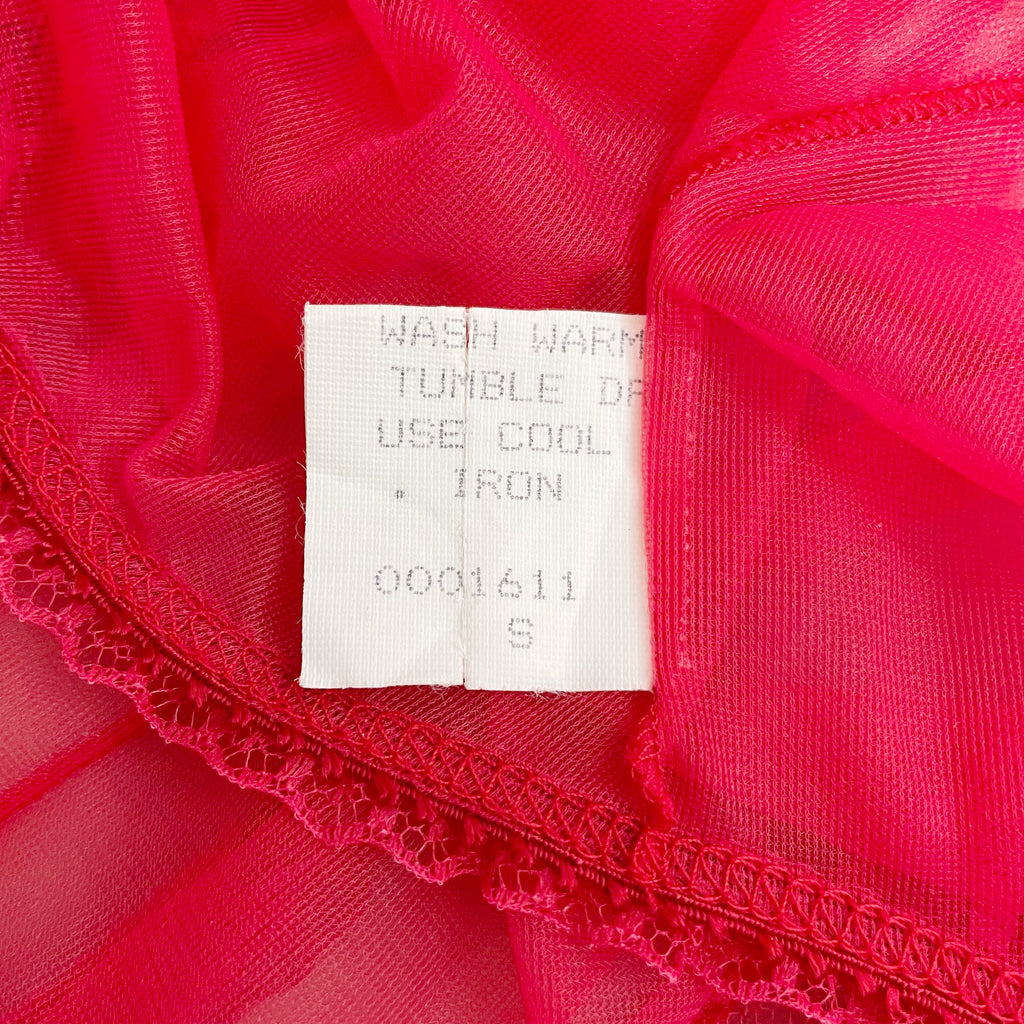 WASH WARM
TUMBLE DR
USE COOL
. IRON
0001611
S